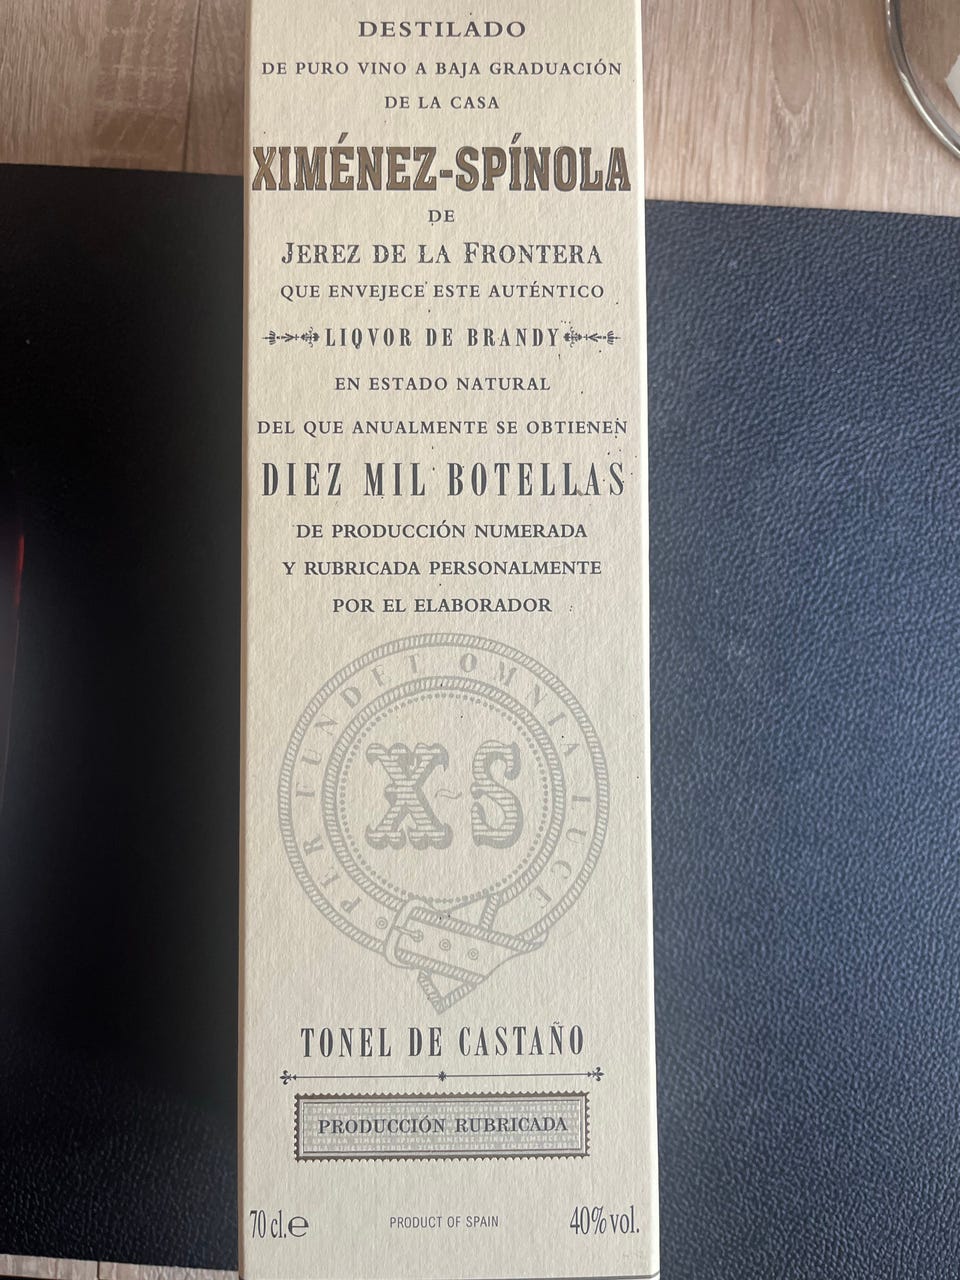 DESTILADO
DE PURO VINO A BAJA GRADUACIÓN
DE LA CASA
XIMÉNEZ-SPÍNOLA
DE
JEREZ DE LA FRONTERA
QUE ENVEJECE ESTE AUTÉNTICO
LIQVOR DE BRANDY
EN ESTADO NATURAL
DEL QUE ANUALMENTE SE OBTIENEN
DIEZ MIL BOTELLAS
DE PRODUCCIÓN NUMERADA
Y RUBRICADA PERSONALMENTE
POR EL ELABORADOR
PER FUNDET OMNIA LUCE
X~S
TONEL DE CASTAÑO
PRODUCCIÓN RUBRICADA
70 cl.e
PRODUCT OF SPAIN
40% vol.